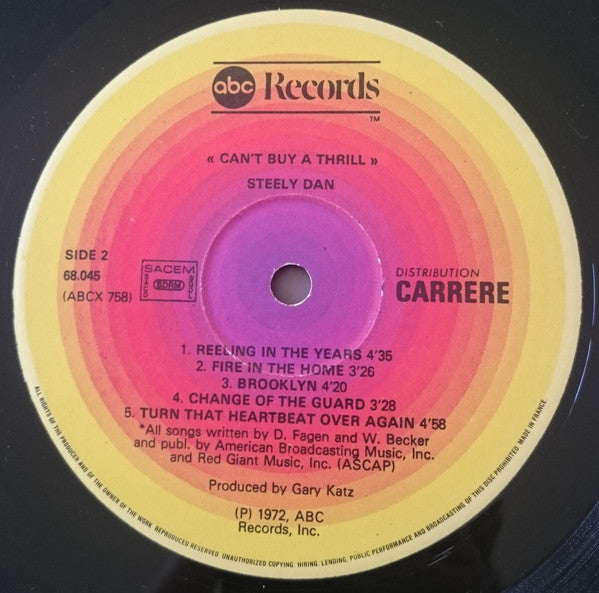 abc Records
TM
« CAN'T BUY A THRILL »
STEELY DAN
SIDE 2
68.045
(ABCX 758)
SACEM
SACD
SDRM
SGDL
DISTRIBUTION
CARRERE
1. REELING IN THE YEARS 4'35
2. FIRE IN THE HOME 3'26
3. BROOKLYN 4'20
4. CHANGE OF THE GUARD 3'28
5. TURN THAT HEARTBEAT OVER AGAIN 4'58
*All songs written by D. Fagen and W. Becker
and publ. by American Broadcasting Music, Inc.
and Red Giant Music, Inc. (ASCAP)
Produced by Gary Katz
(P) 1972, ABC
Records, Inc.
ALL RIGHTS OF THE PRODUCER AND OF THE OWNER OF THE WORK REPRODUCED RESERVED UNAUTHORIZED COPYING, HIRING, LENDING, PUBLIC PERFORMANCE AND BROADCASTING OF THIS DISC PROHIBITED MADE IN FRANCE.